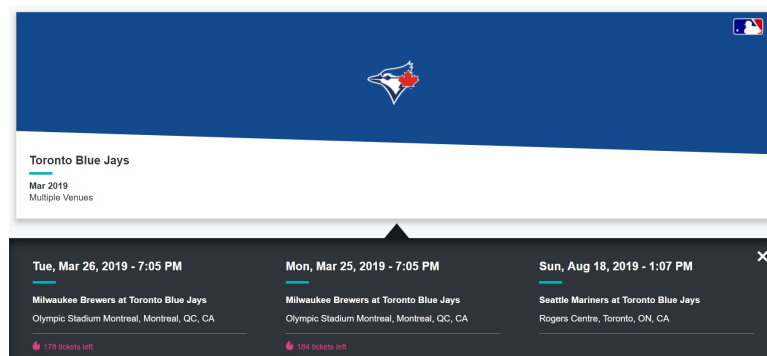 Toronto Blue Jays
Mar 2019
Multiple Venues
Tue, Mar 26, 2019 - 7:05 PM
Milwaukee Brewers at Toronto Blue Jays
Olympic Stadium Montreal, Montreal, QC, CA
178 tickets left
Mon, Mar 25, 2019 - 7:05 PM
Milwaukee Brewers at Toronto Blue Jays
Olympic Stadium Montreal, Montreal, QC, CA
184 tickets left
Sun, Aug 18, 2019 - 1:07 PM
Seattle Mariners at Toronto Blue Jays
Rogers Centre, Toronto, ON, CA